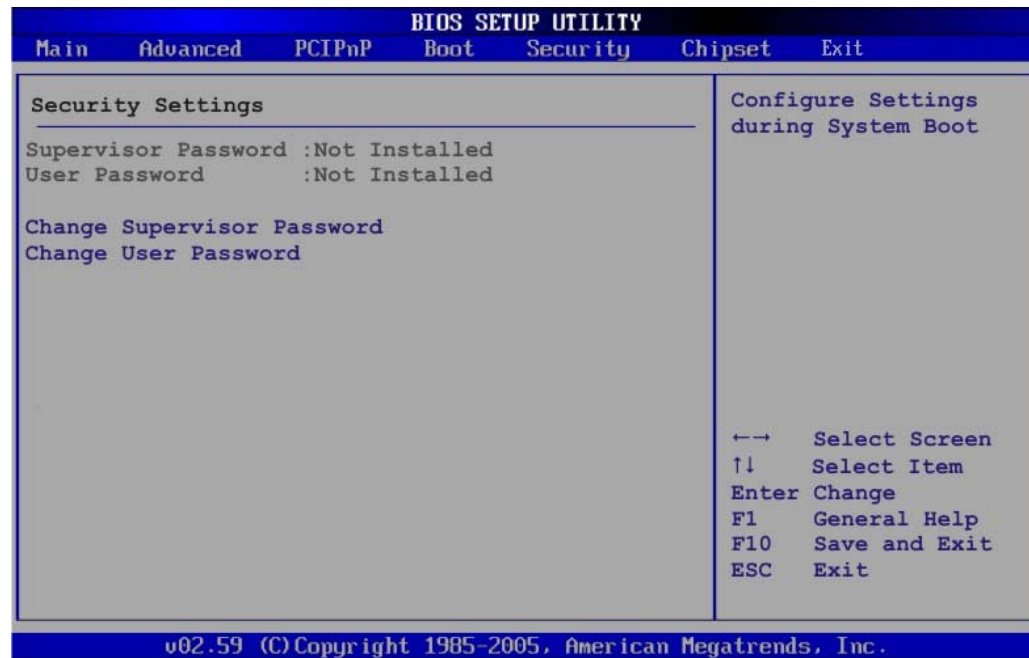 BIOS SETUP UTILITY
Main Advanced PCIPnP Boot Security Chipset Exit
Security Settings
Supervisor Password :Not Installed
User Password :Not Installed
Change Supervisor Password
Change User Password
Configure Settings
during System Boot
←→ Select Screen
↑↓ Select Item
Enter Change
F1 General Help
F10 Save and Exit
ESC Exit
v02.59 (C)Copyright 1985-2005, American Megatrends, Inc.